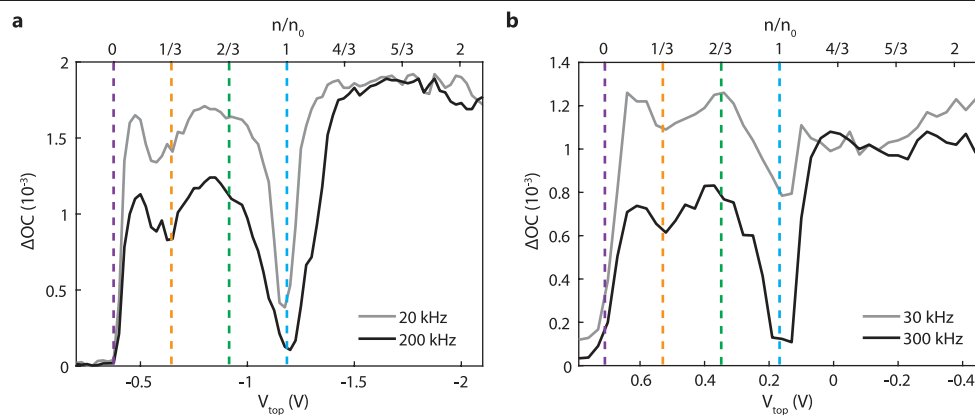 a
n/n0
0 1/3 2/3 1 4/3 5/3 2
2
1.5
1
0.5
0
ΔOC (10-3)
20 kHz
200 kHz
-0.5 -1 -1.5 -2
Vtop (V)
b
n/n0
0 1/3 2/3 1 4/3 5/3 2
1.4
1.2
1
0.8
0.6
0.4
0.2
0
ΔOC (10-3)
30 kHz
300 kHz
0.6 0.4 0.2 0 -0.2 -0.4
Vtop (V)